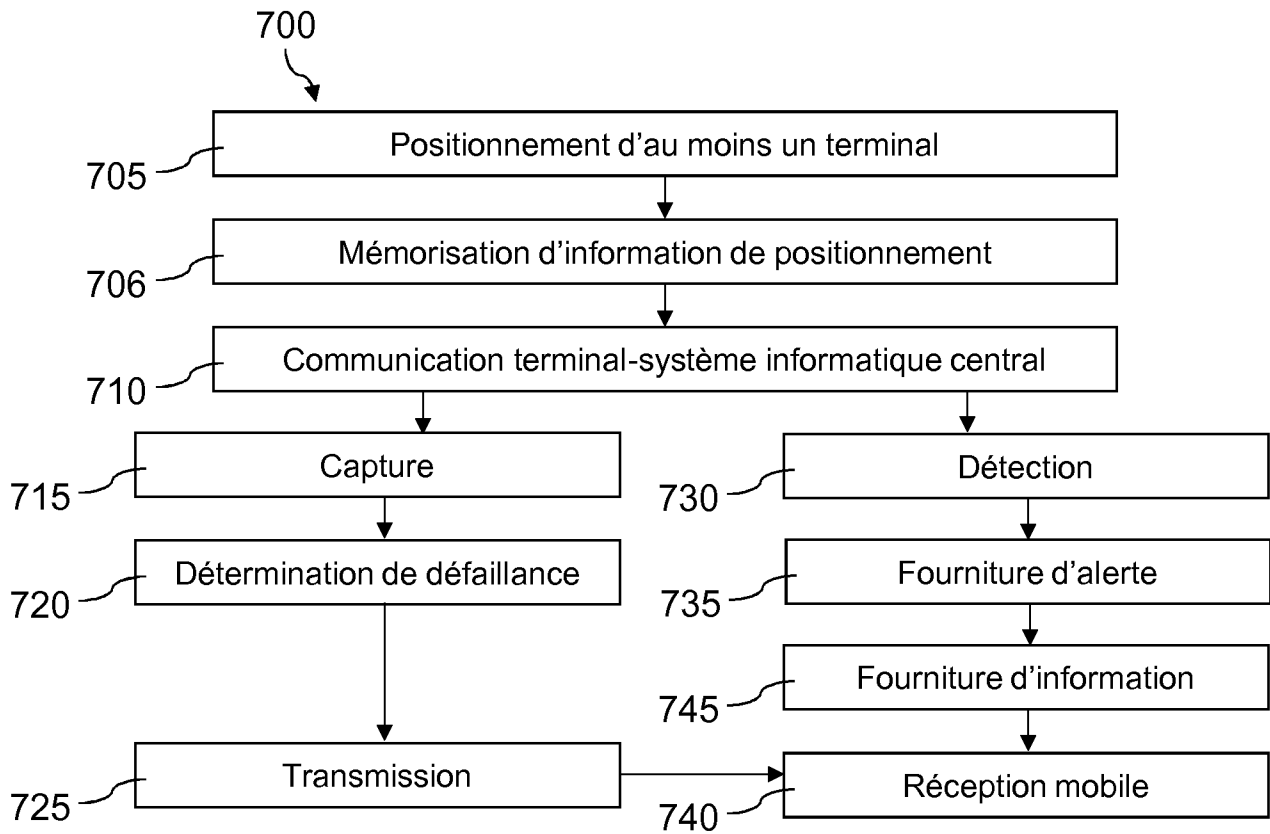 700
Positionnement d'au moins un terminal
705
Mémorisation d'information de positionnement
706
Communication terminal-système informatique central
710
Capture
715
Détection
730
Détermination de défaillance
720
Fourniture d'alerte
735
Fourniture d'information
745
Transmission
725
Réception mobile
740